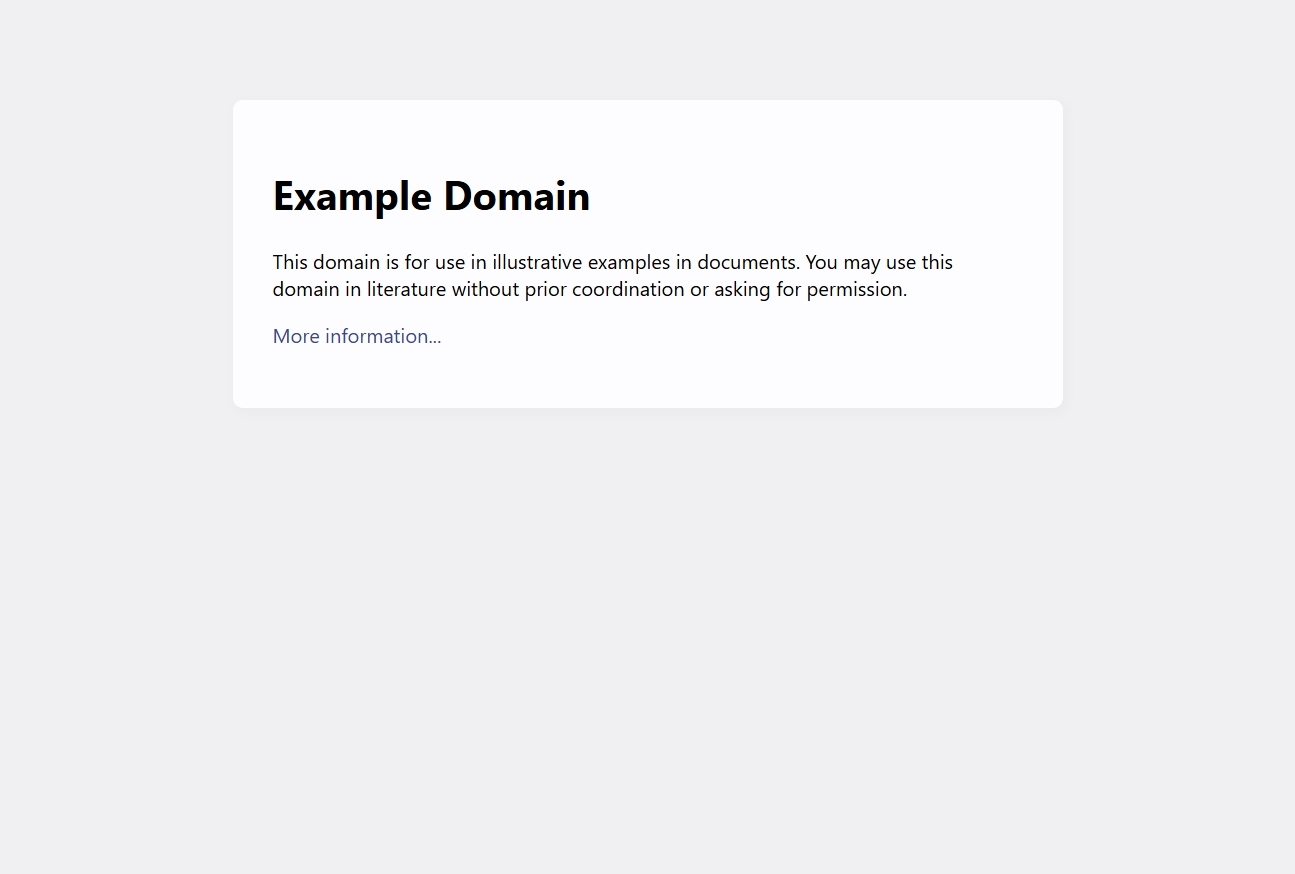 Example Domain
This domain is for use in illustrative examples in documents. You may use this
domain in literature without prior coordination or asking for permission.
More information...